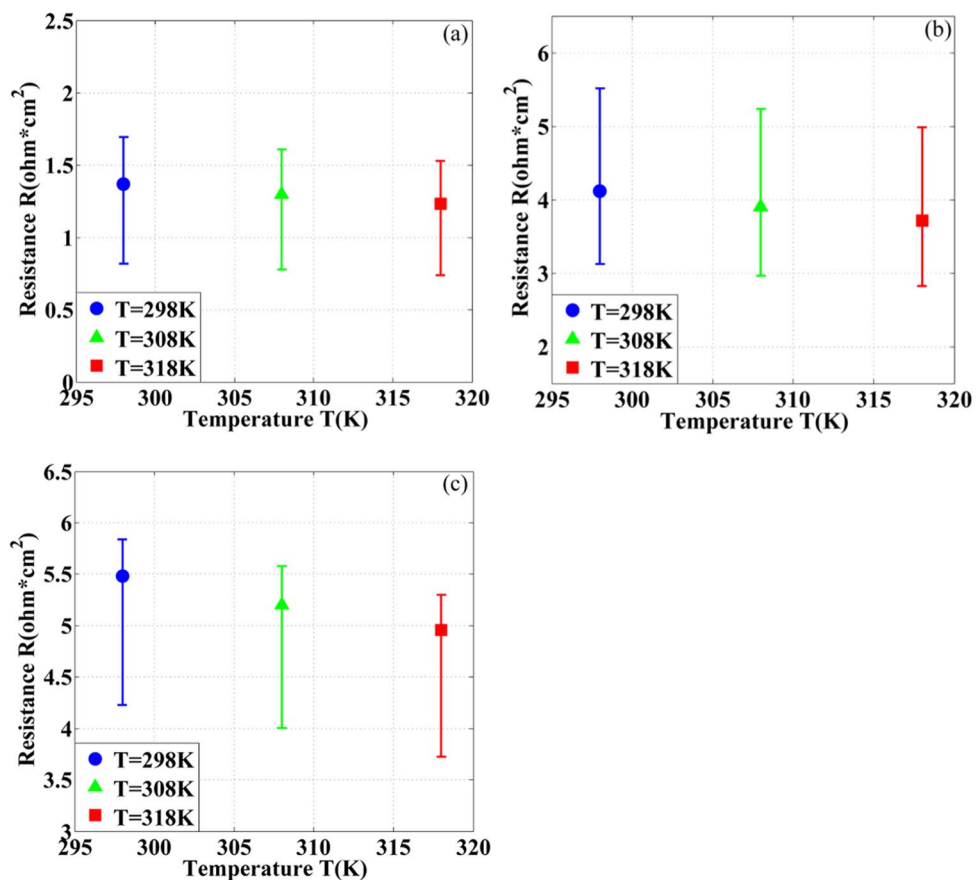 (a)
Resistance R(ohm*cm²)
2.5
2
1.5
1
0.5
0
T=298K
T=308K
T=318K
295 300 305 310 315 320
Temperature T(K)
(b)
Resistance R(ohm*cm²)
6
5
4
3
2
T=298K
T=308K
T=318K
295 300 305 310 315 320
Temperature T(K)
(c)
Resistance R(ohm*cm²)
6.5
6
5.5
5
4.5
4
3.5
3
T=298K
T=308K
T=318K
295 300 305 310 315 320
Temperature T(K)